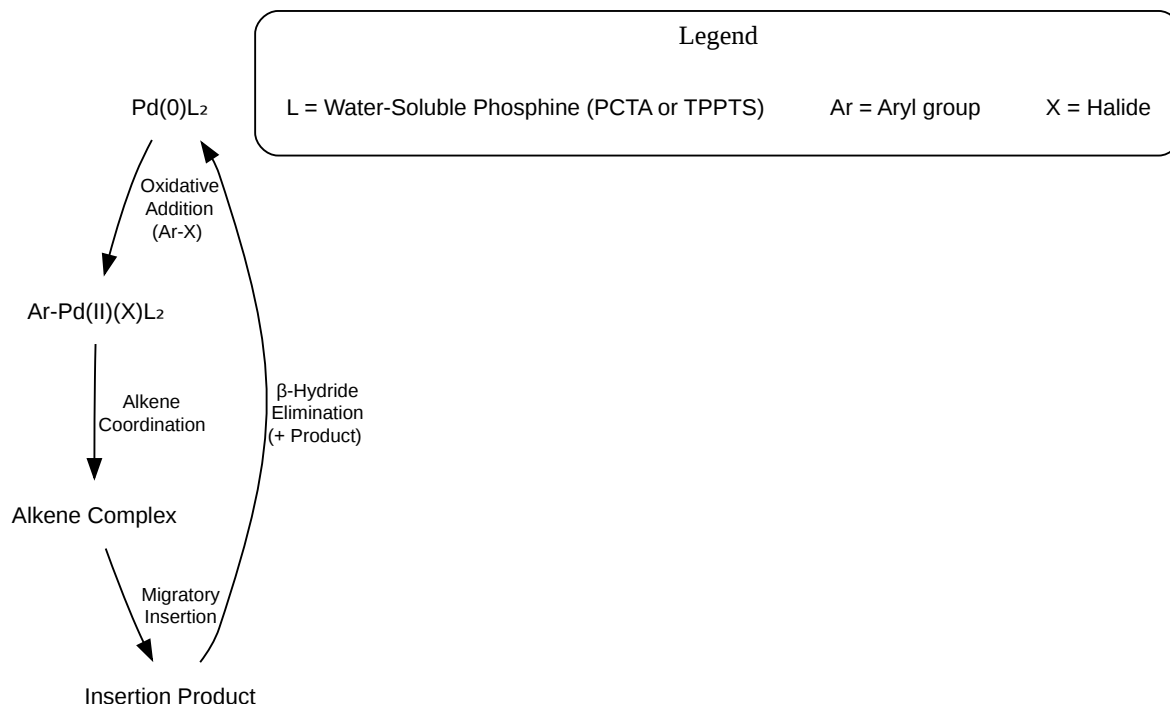 Legend
L = Water-Soluble Phosphine (PCTA or TPPTS)
Ar = Aryl group
X = Halide
Pd(0)L₂
Oxidative
Addition
(Ar-X)
Ar-Pd(II)(X)L₂
Alkene
Coordination
β-Hydride
Elimination
(+ Product)
Alkene Complex
Migratory
Insertion
Insertion Product